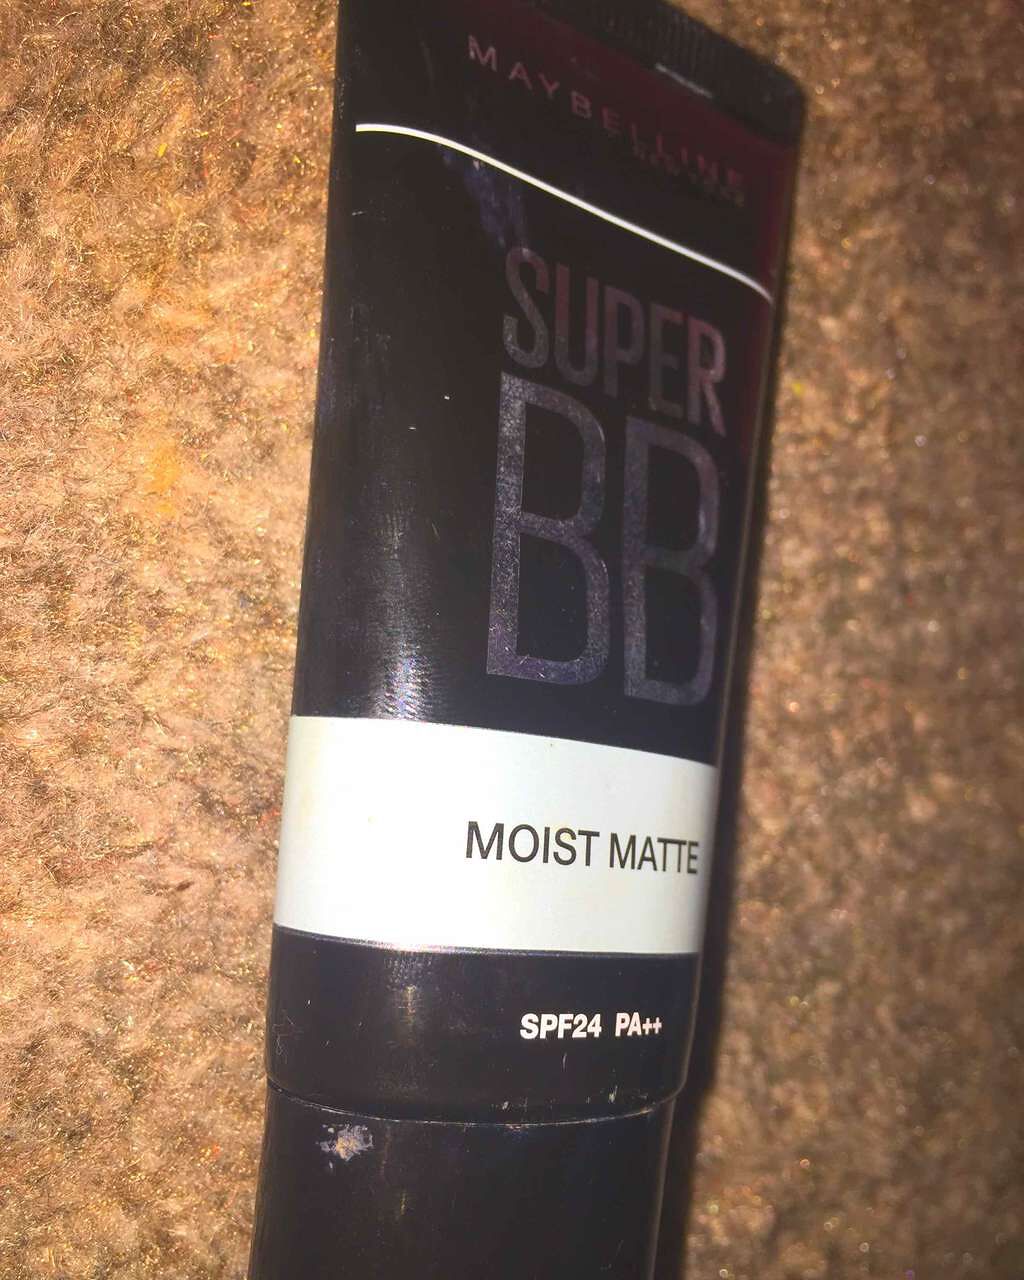 MAYBELLINE
SUPER
BB
MOIST MATTE
SPF24 PA++